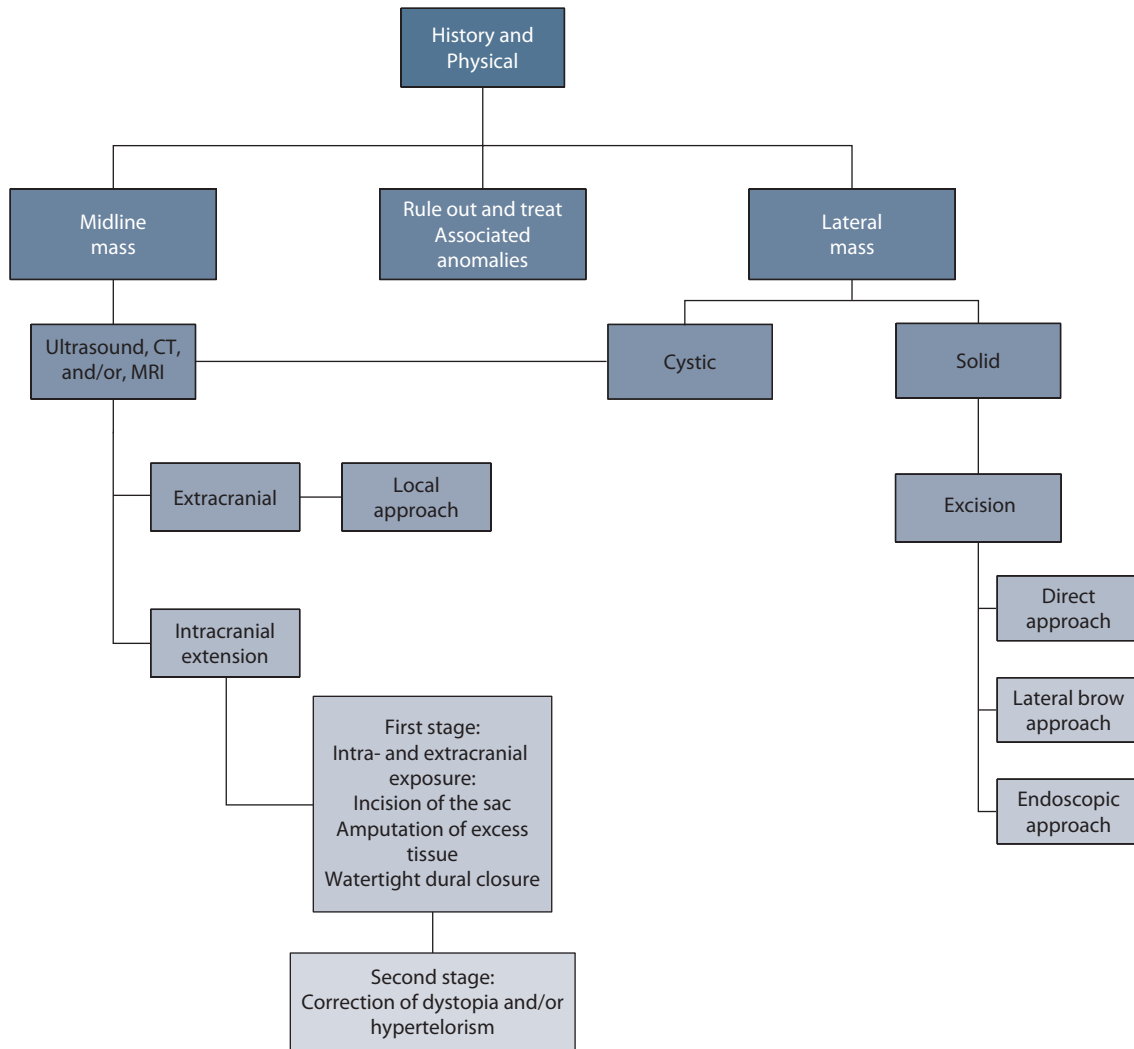 History and
Physical
Midline
mass
Rule out and treat
Associated
anomalies
Lateral
mass
Ultrasound, CT,
and/or, MRI
Cystic
Solid
Extracranial
Local
approach
Excision
Intracranial
extension
Direct
approach
Lateral brow
approach
Endoscopic
approach
First stage:
Intra- and extracranial
exposure:
Incision of the sac
Amputation of excess
tissue
Watertight dural closure
Second stage:
Correction of dystopia and/or
hypertelorism